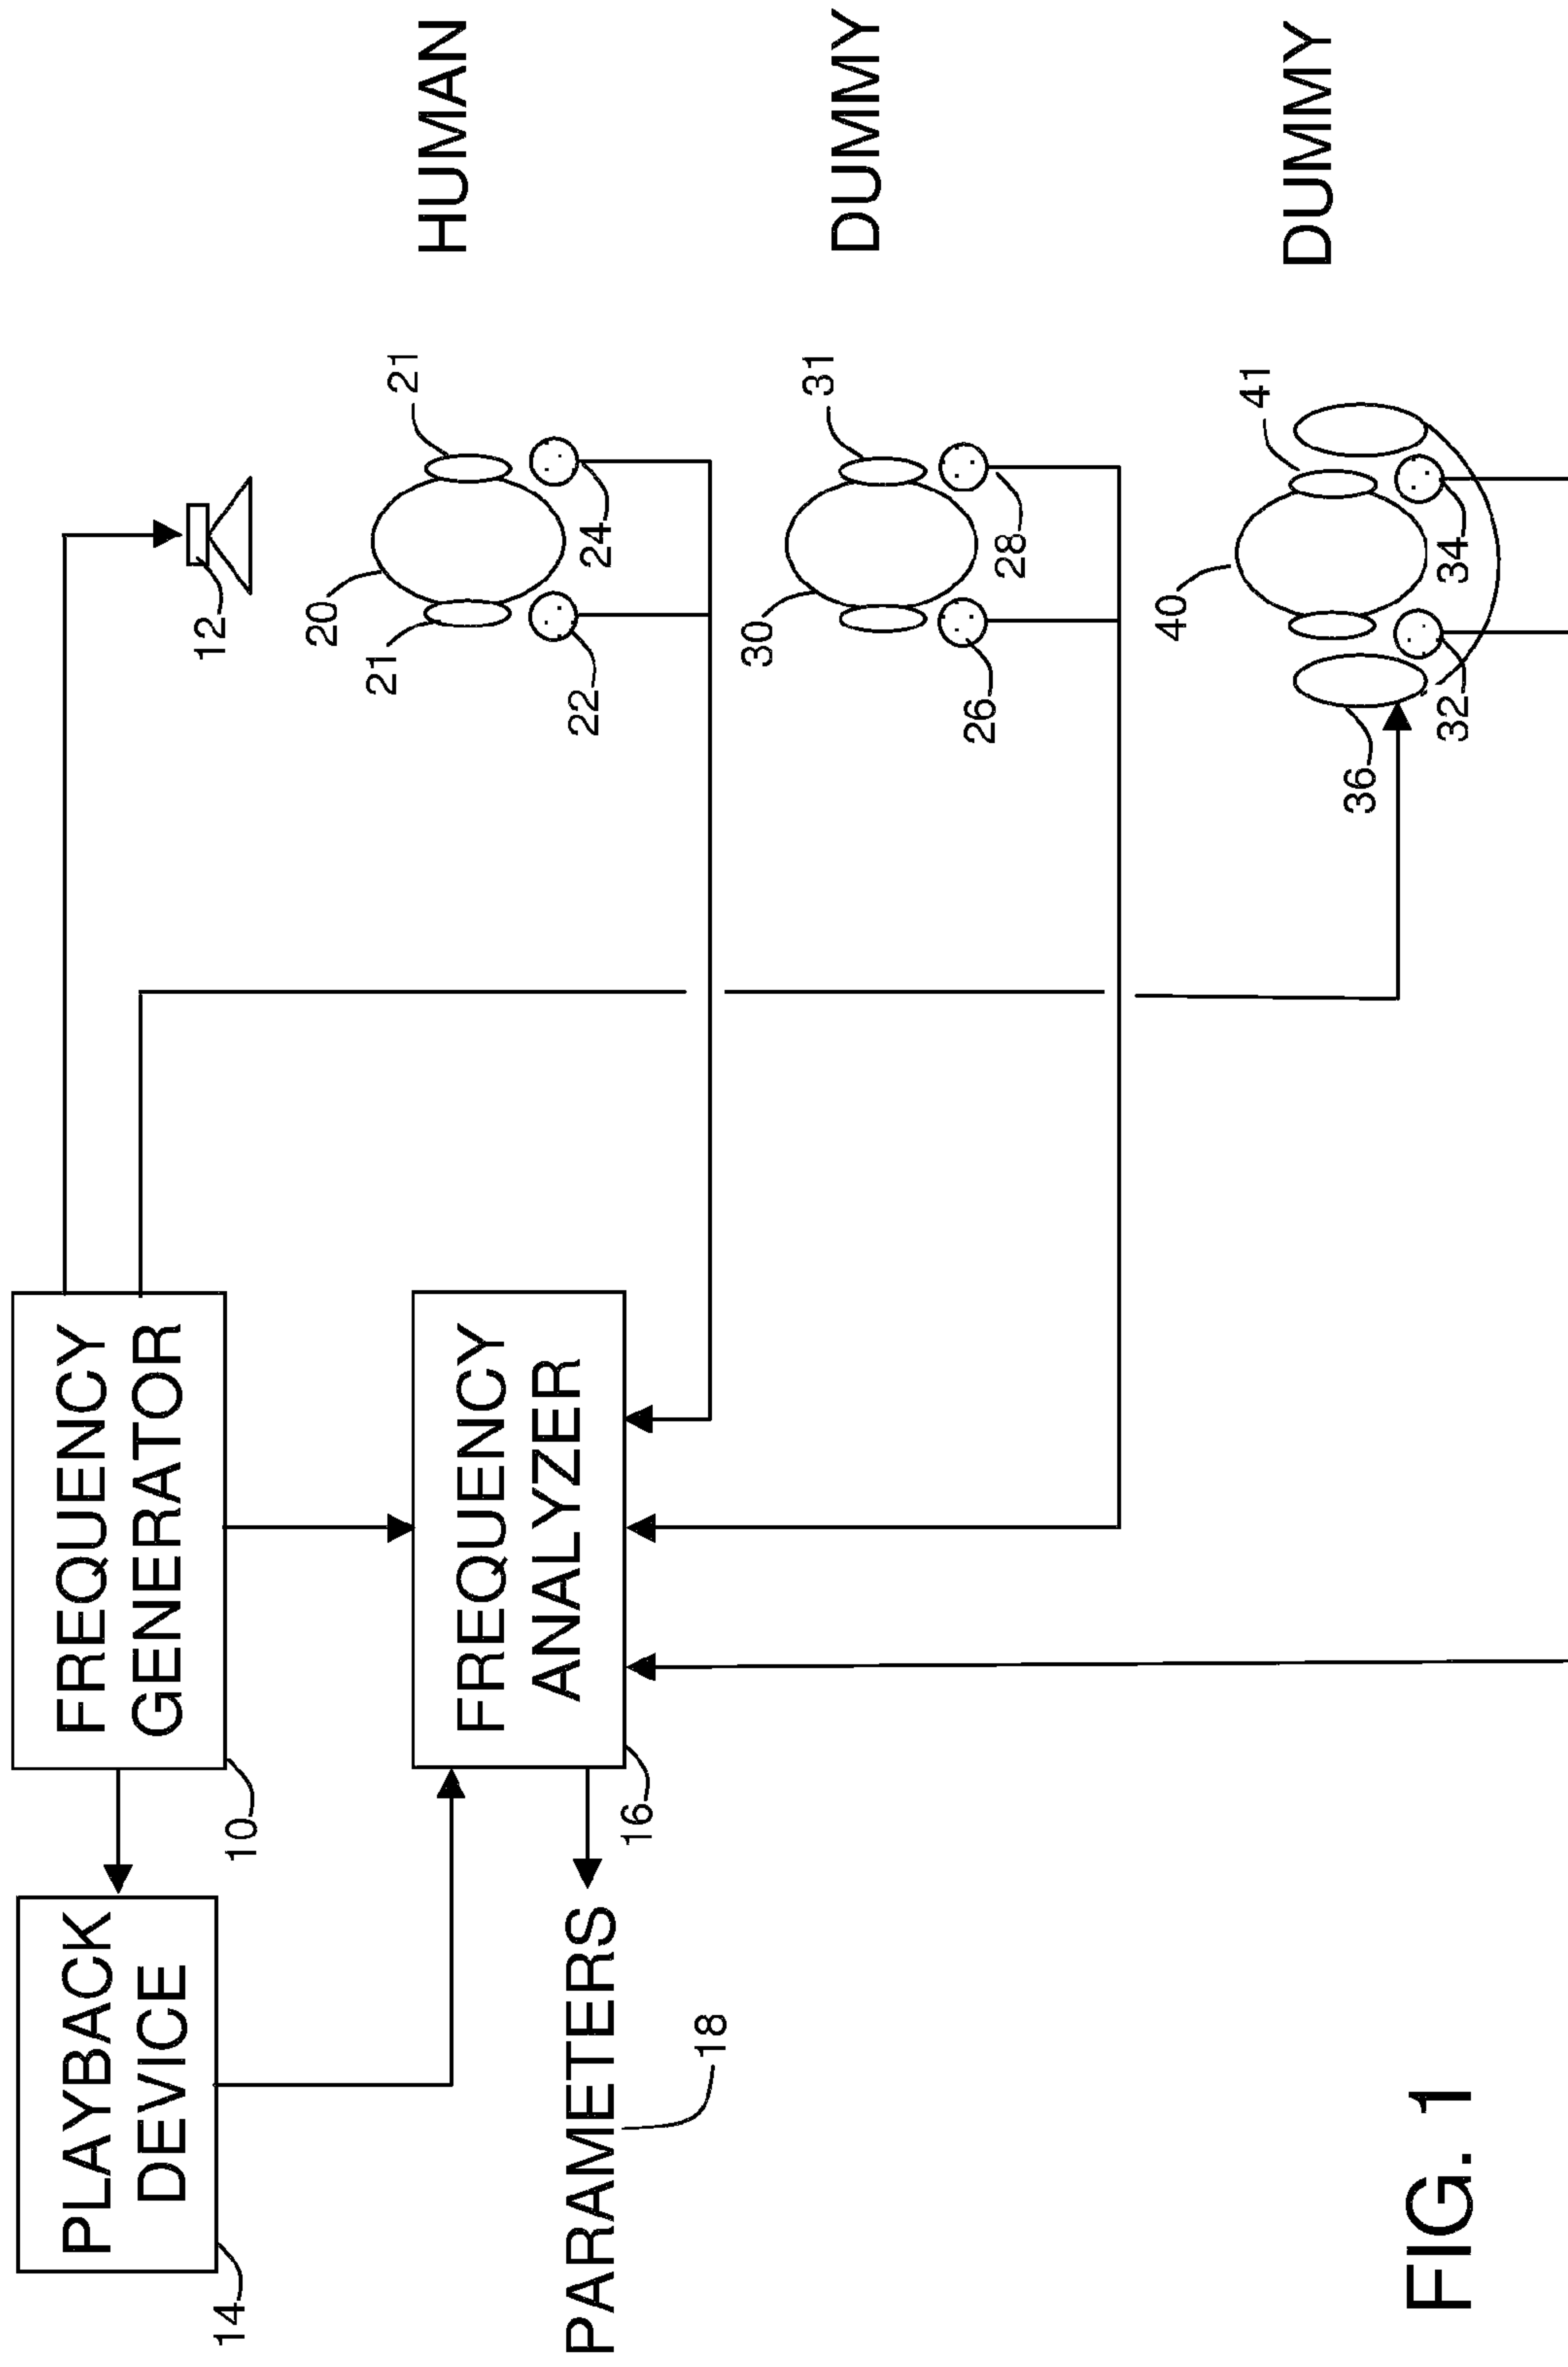 PLAYBACK
DEVICE
14
FREQUENCY
GENERATOR
10
12
FREQUENCY
ANALYZER
16
PARAMETERS
18
20
21
21
22
24
HUMAN
30
31
26
28
DUMMY
40
41
36
32
34
DUMMY
FIG. 1